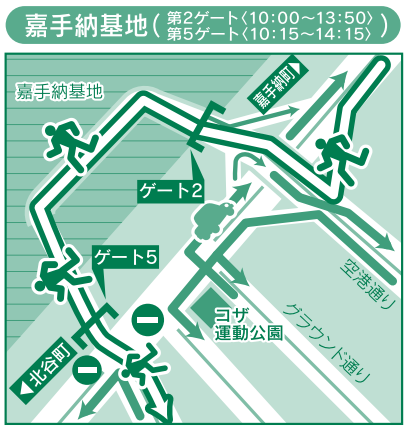 嘉手納基地(第2ゲート〈10:00〜13:50〉
第5ゲート〈10:15〜14:15〉)
嘉手納基地
嘉手納町
ゲート2
ゲート5
空港通り
コザ
運動公園
グラウンド通り
北谷町